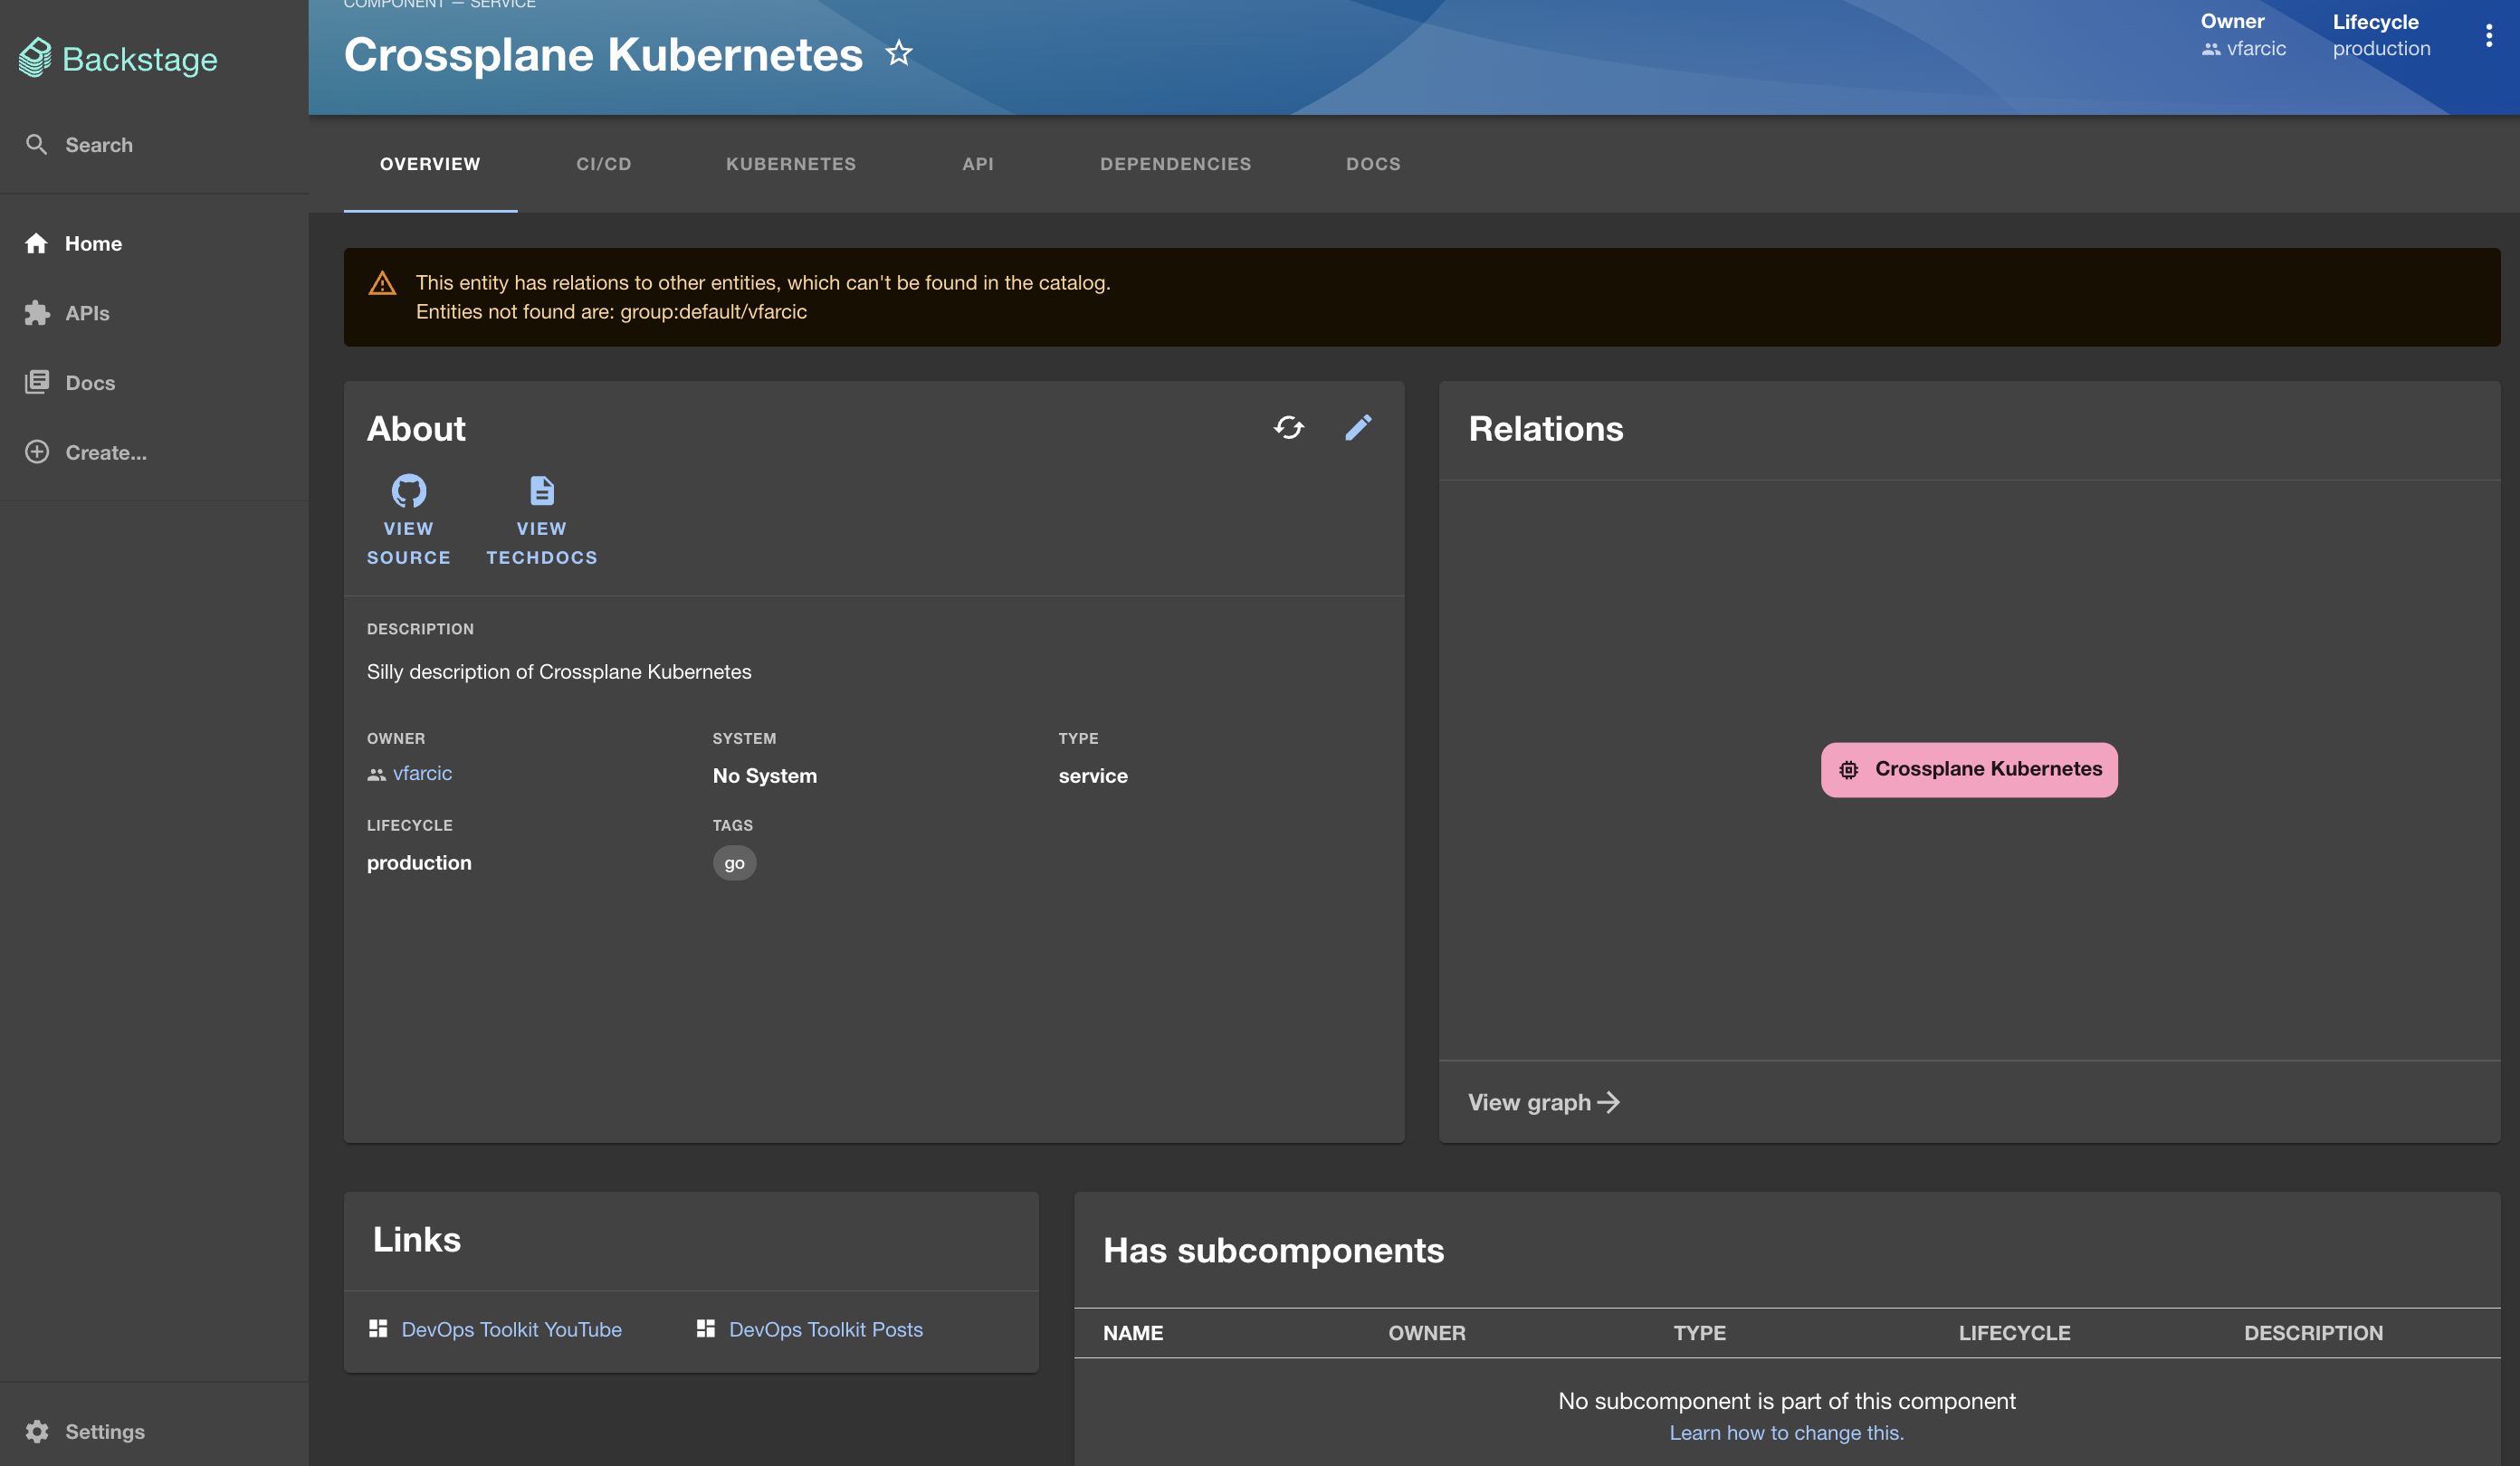 Backstage
Search
Home
APIs
Docs
Create...
Settings
COMPONENT — SERVICE
Crossplane Kubernetes
Owner
vfarcic
Lifecycle
production
OVERVIEW CI/CD KUBERNETES API DEPENDENCIES DOCS
This entity has relations to other entities, which can't be found in the catalog.
Entities not found are: group:default/vfarcic
About
VIEW
SOURCE
VIEW
TECHDOCS
DESCRIPTION
Silly description of Crossplane Kubernetes
OWNER
vfarcic
SYSTEM
No System
TYPE
service
LIFECYCLE
production
TAGS
go
Relations
Crossplane Kubernetes
View graph
Links
DevOps Toolkit YouTube
DevOps Toolkit Posts
Has subcomponents
NAME OWNER TYPE LIFECYCLE DESCRIPTION
No subcomponent is part of this component
Learn how to change this.